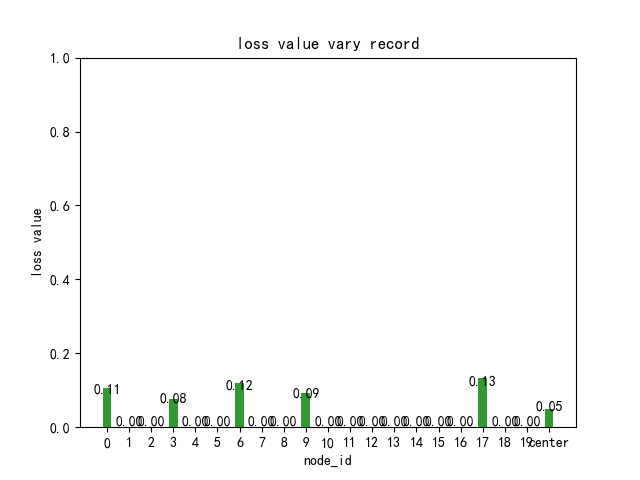 loss value vary record
1.0
0.8
0.6
0.4
0.2
0.0
loss value
0.11 0.00 0.00 0.08 0.00 0.00 0.12 0.00 0.00 0.09 0.00 0.00 0.00 0.00 0.00 0.00 0.00 0.13 0.00 0.00 0.05
0 1 2 3 4 5 6 7 8 9 10 11 12 13 14 15 16 17 18 19 center
node_id